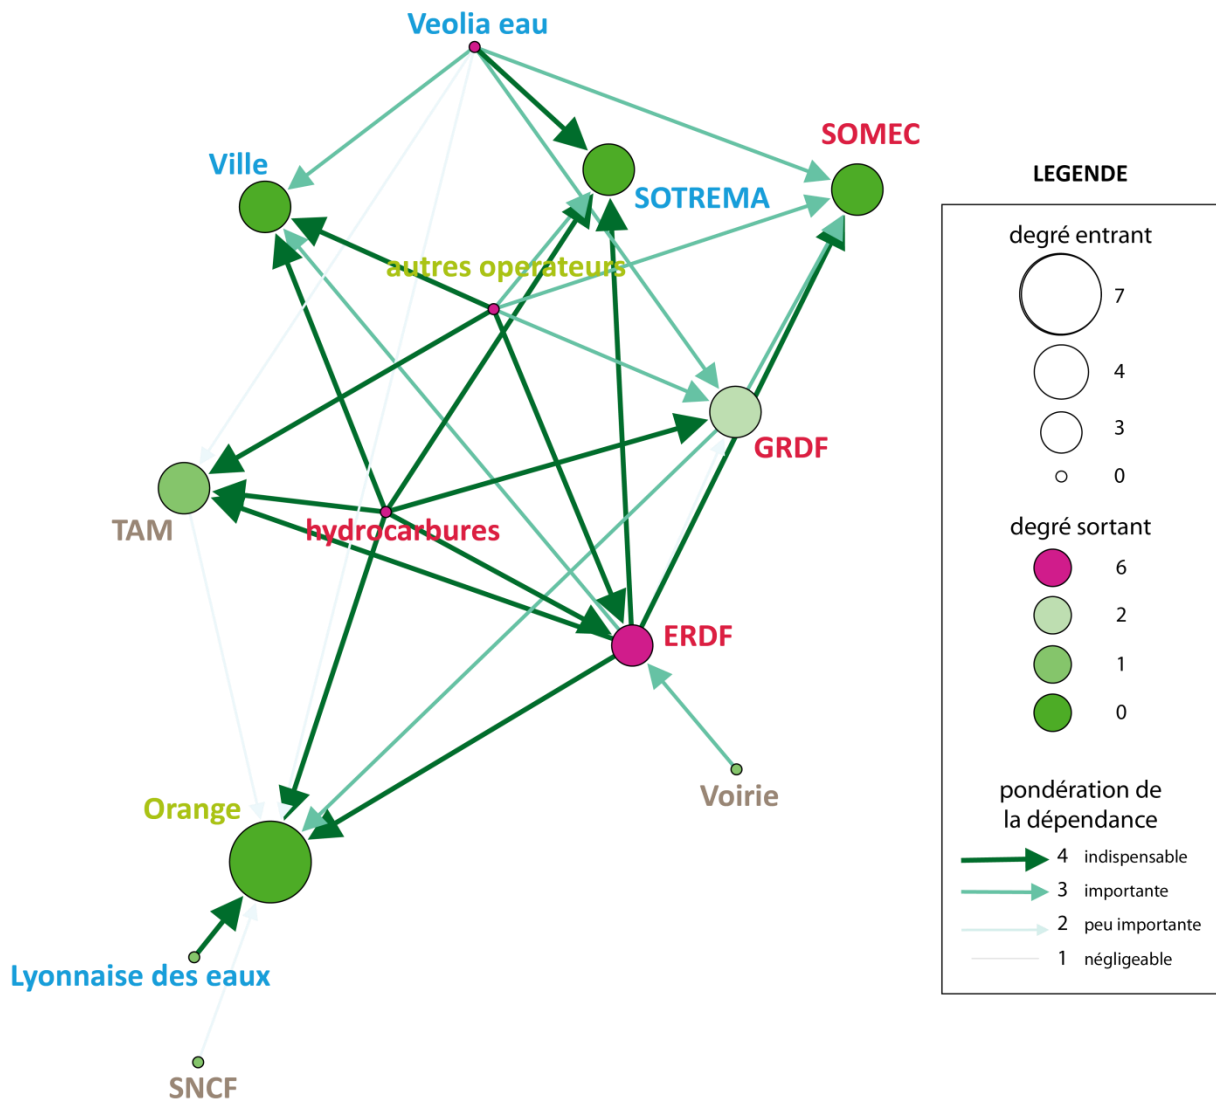 Veolia eau
SOMEC
Ville
SOTREMA
autres operateurs
GRDF
TAM
hydrocarbures
ERDF
Voirie
Orange
Lyonnaise des eaux
SNCF
LEGENDE
degré entrant
7
4
3
0
degré sortant
6
2
1
0
pondération de
la dépendance
4 indispensable
3 importante
2 peu importante
1 négligeable